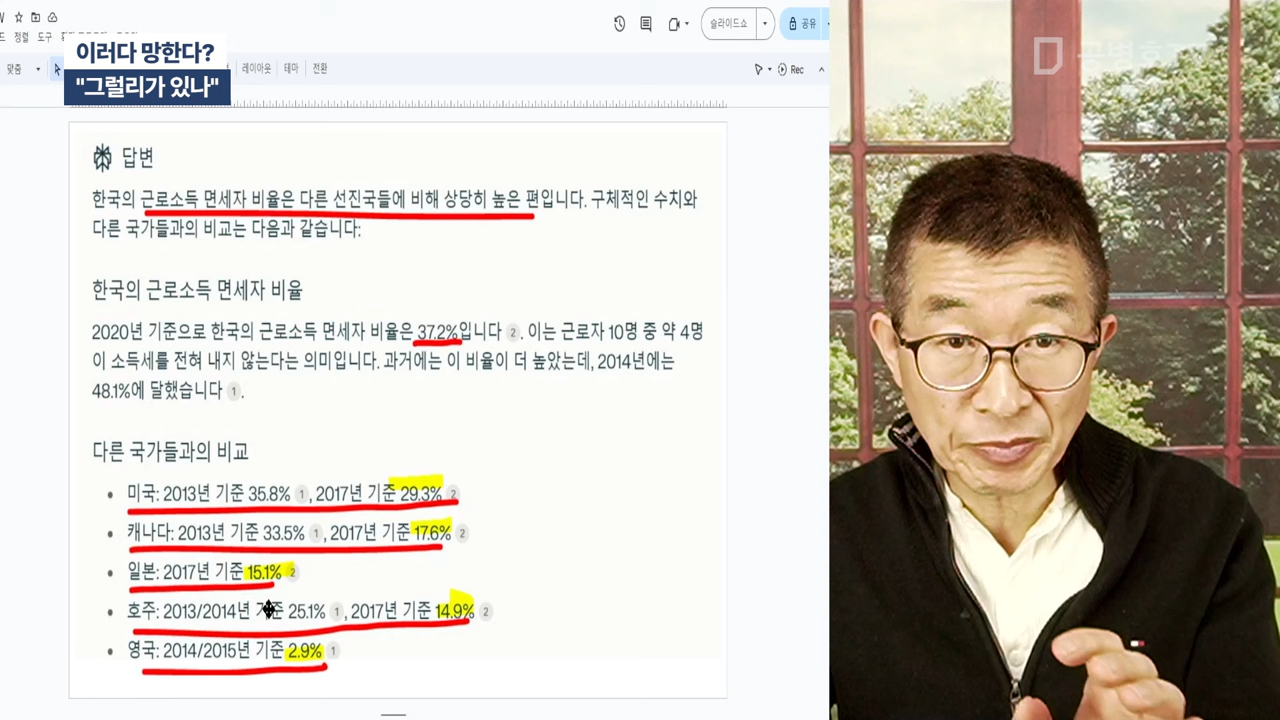 슬라이드쇼
공유
정렬 도구
맞춤
이러다 망한다?
"그럴리가 있나"
레이아웃 테마 전환
Rec
공병호
답변
한국의 근로소득 면세자 비율은 다른 선진국들에 비해 상당히 높은 편입니다. 구체적인 수치와
다른 국가들과의 비교는 다음과 같습니다:
한국의 근로소득 면세자 비율
2020년 기준으로 한국의 근로소득 면세자 비율은 37.2%입니다 2. 이는 근로자 10명 중 약 4명
이 소득세를 전혀 내지 않는다는 의미입니다. 과거에는 이 비율이 더 높았는데, 2014년에는
48.1%에 달했습니다 1.
다른 국가들과의 비교
• 미국: 2013년 기준 35.8% 1, 2017년 기준 29.3% 2
• 캐나다: 2013년 기준 33.5% 1, 2017년 기준 17.6% 2
• 일본: 2017년 기준 15.1% 2
• 호주: 2013/2014년 기준 25.1% 1, 2017년 기준 14.9% 2
• 영국: 2014/2015년 기준 2.9% 1